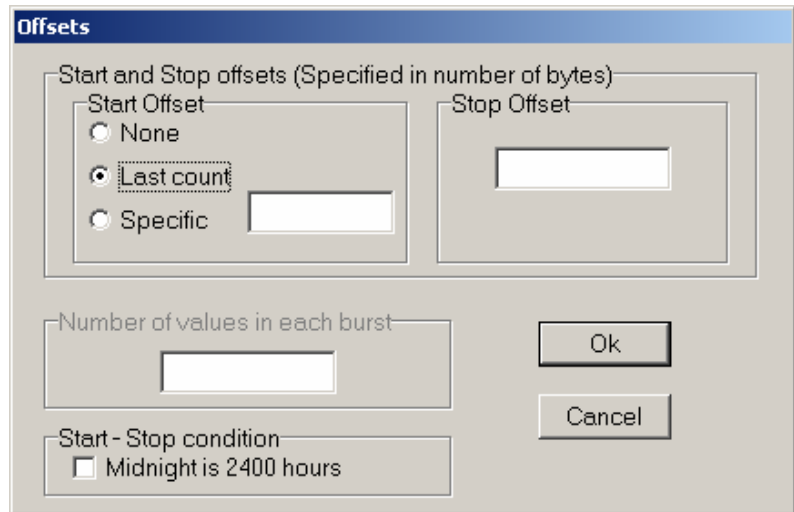 Offsets
Start and Stop offsets (Specified in number of bytes)
Start Offset
None
Last count
Specific
Stop Offset
Number of values in each burst
Ok
Cancel
Start - Stop condition
Midnight is 2400 hours